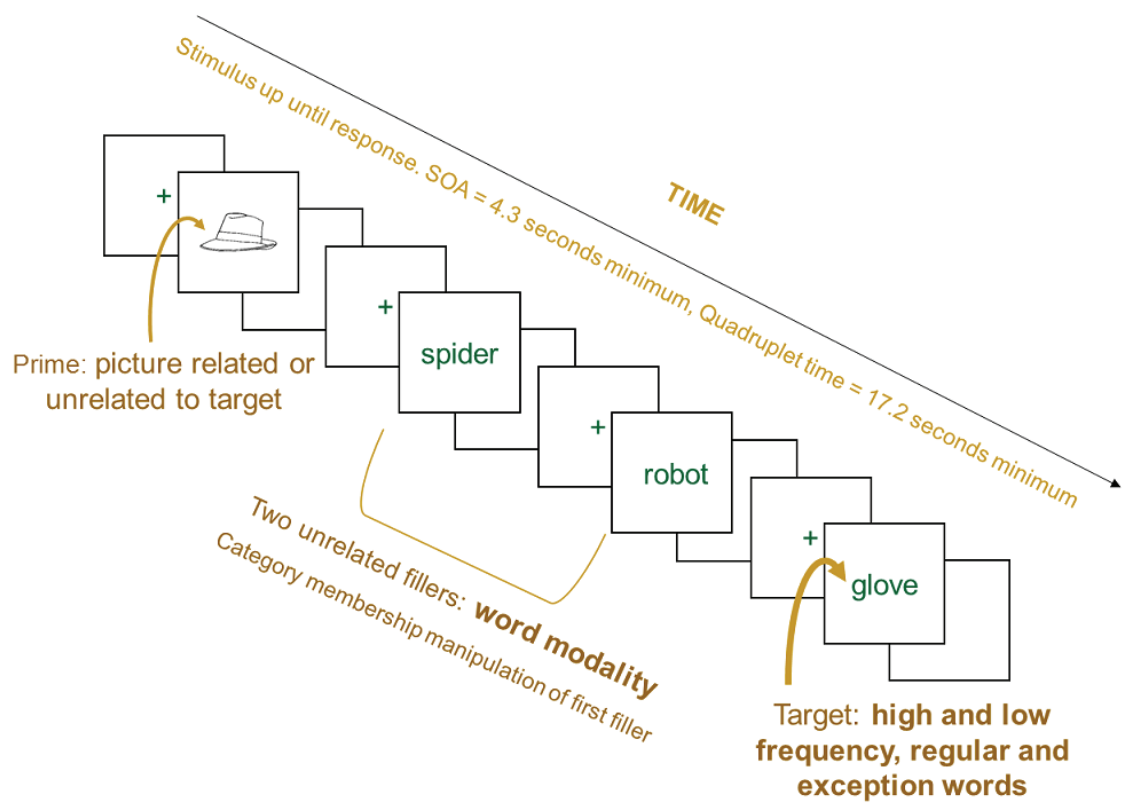 Stimulus up until response. SOA = 4.3 seconds minimum, Quadruplet time = 17.2 seconds minimum
TIME
+
Prime: picture related or
unrelated to target
+
spider
+
robot
Two unrelated fillers: word modality
Category membership manipulation of first filler
+
glove
Target: high and low
frequency, regular and
exception words